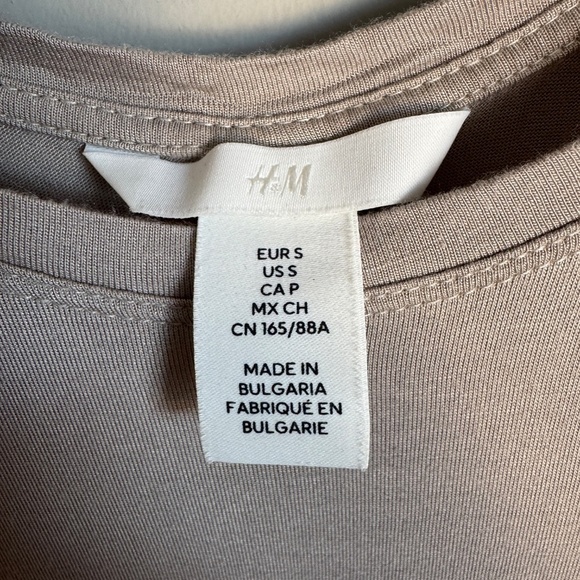 H&M
EUR S
US S
CA P
MX CH
CN 165/88A
MADE IN
BULGARIA
FABRIQUÉ EN
BULGARIE